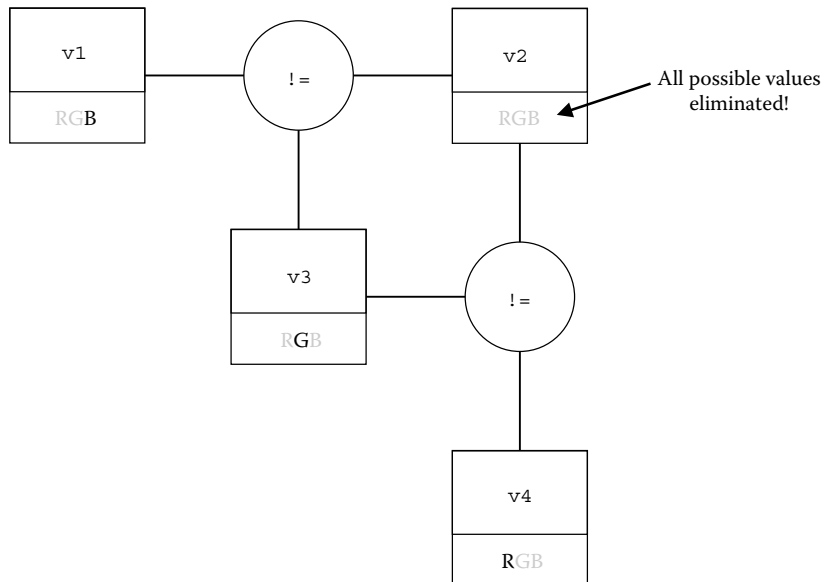 v1
!=
v2
RGB
RGB
All possible values
eliminated!
v3
!=
RGB
v4
RGB